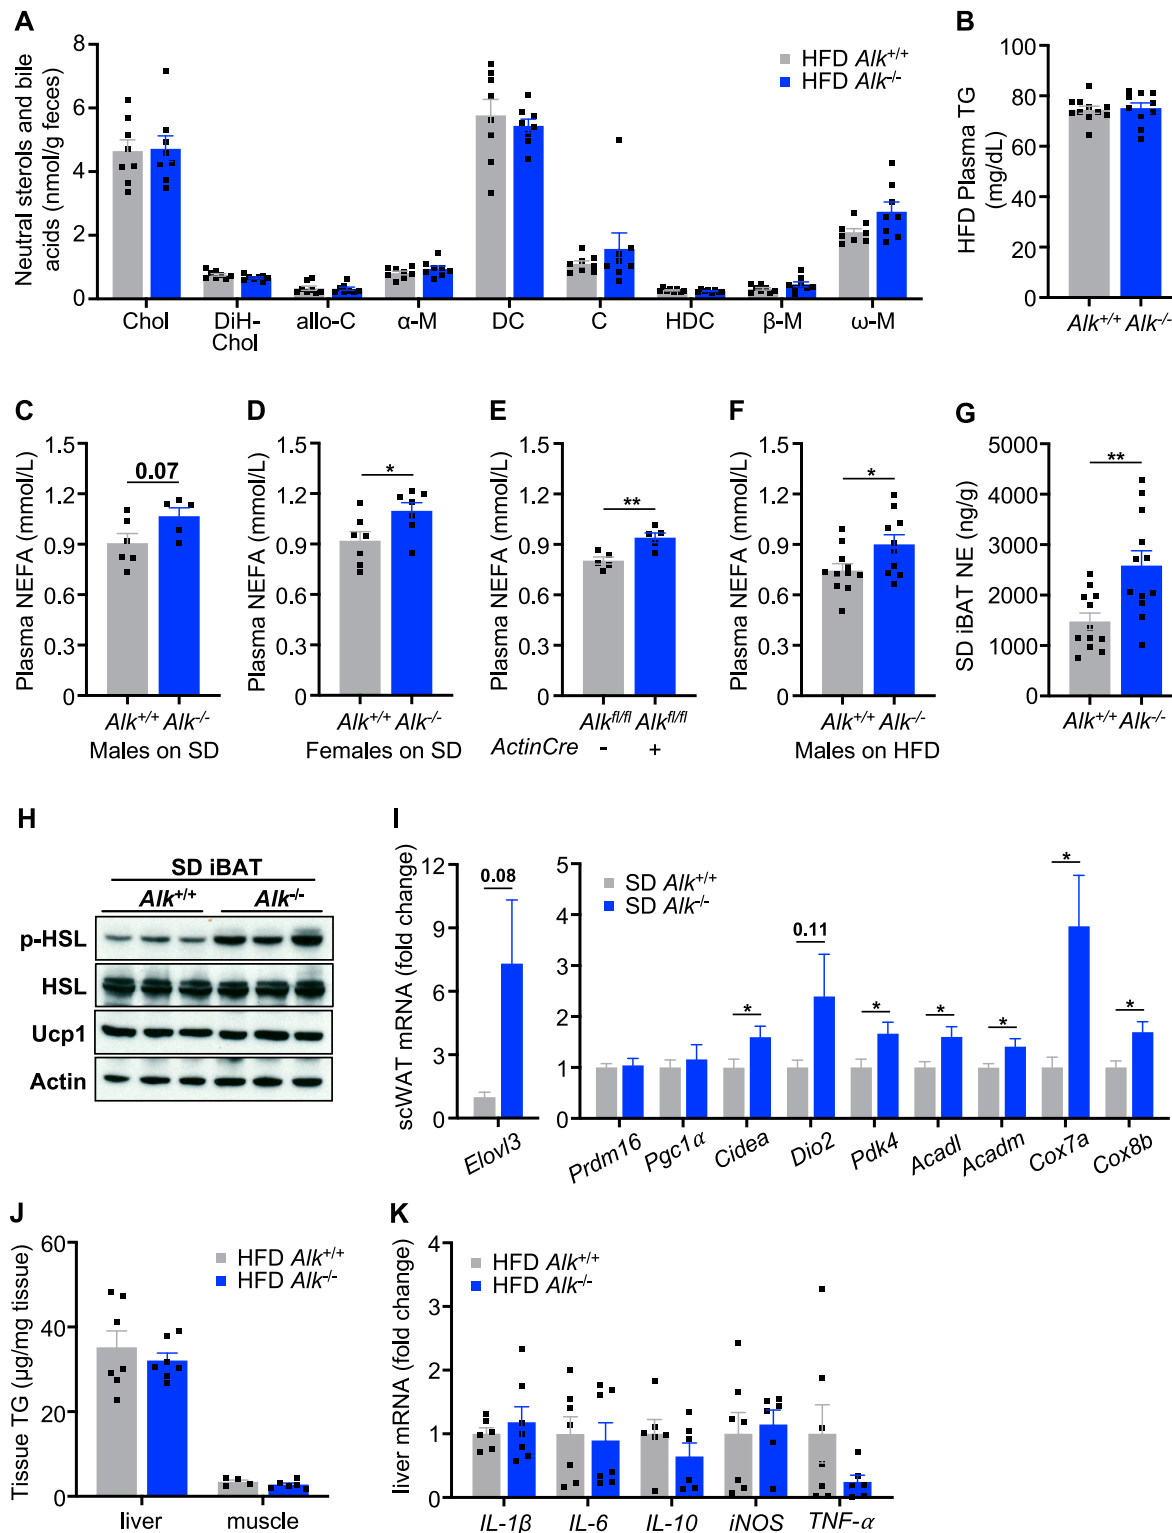 A
Neutral sterols and bile
acids (nmol/g feces)
8
6
4
2
0
HFD Alk+/+
HFD Alk-/-
Chol
DiH-
Chol
allo-C
α-M
DC
C
HDC
β-M
ω-M
B
HFD Plasma TG
(mg/dL)
100
80
60
40
20
0
Alk+/+ Alk-/-
C
Plasma NEFA (mmol/L)
1.5
1.2
0.9
0.6
0.3
0
0.07
Alk+/+ Alk-/-
Males on SD
D
Plasma NEFA (mmol/L)
1.5
1.2
0.9
0.6
0.3
0
*
Alk+/+ Alk-/-
Females on SD
E
Plasma NEFA (mmol/L)
1.5
1.2
0.9
0.6
0.3
0
**
Alkfl/fl Alkfl/fl
ActinCre - +
F
Plasma NEFA (mmol/L)
1.5
1.2
0.9
0.6
0.3
0
*
Alk+/+ Alk-/-
Males on HFD
G
SD iBAT NE (ng/g)
5000
4000
3000
2000
1000
0
**
Alk+/+ Alk-/-
H
SD iBAT
Alk+/+ Alk-/-
p-HSL
HSL
Ucp1
Actin
I
scWAT mRNA (fold change)
12
9
6
3
0
0.08
Elovl3
5
4
3
2
1
0
SD Alk+/+
SD Alk-/-
*
0.11
*
*
*
*
*
Prdm16
Pgc1α
Cidea
Dio2
Pdk4
Acadl
Acadm
Cox7a
Cox8b
J
Tissue TG (µg/mg tissue)
60
40
20
0
HFD Alk+/+
HFD Alk-/-
liver
muscle
K
liver mRNA (fold change)
4
3
2
1
0
HFD Alk+/+
HFD Alk-/-
IL-1β
IL-6
IL-10
iNOS
TNF-α